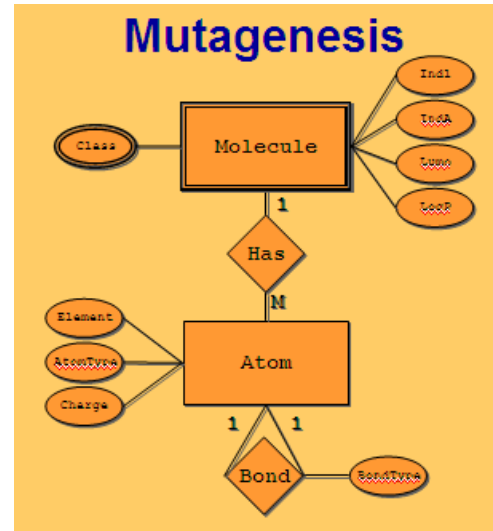 Mutagenesis
Ind1
IndA
Class
Molecule
Lumo
LogP
1
Has
M
Element
AtomType
Atom
Charge
1 1
Bond
BondType